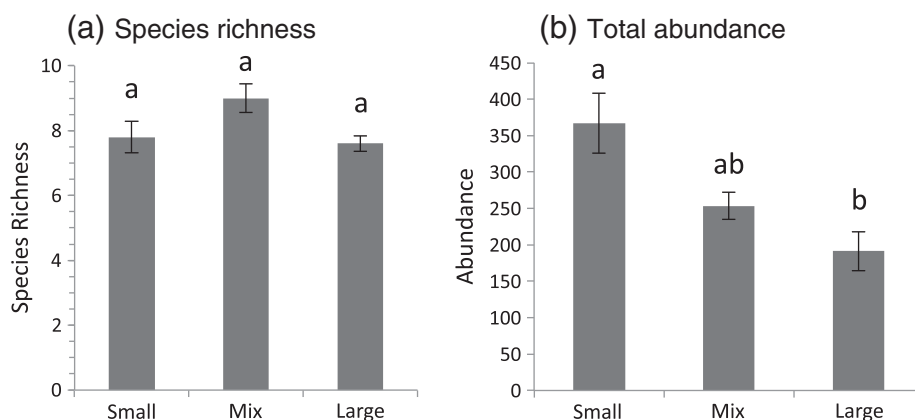 (a) Species richness
10
8
6
4
2
0
Species Richness
a
a
a
Small Mix Large
(b) Total abundance
450
400
350
300
250
200
150
100
50
0
Abundance
a
ab
b
Small Mix Large